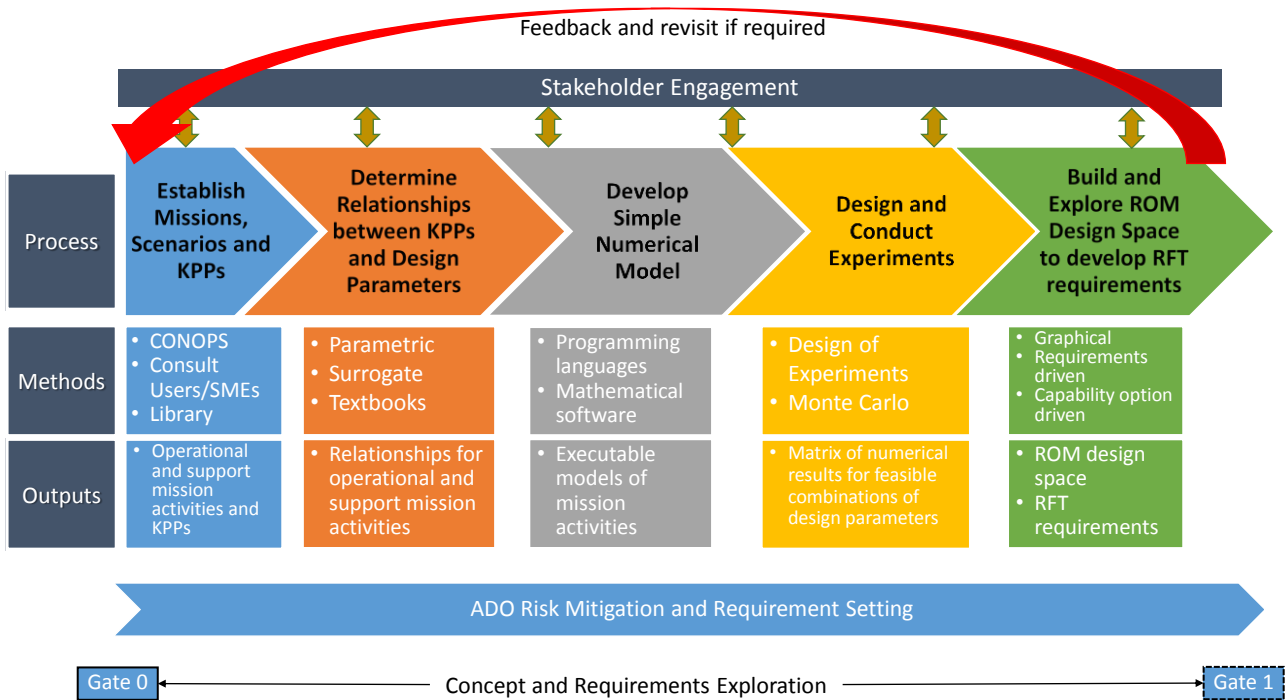 Feedback and revisit if required
Stakeholder Engagement
Process
Establish
Missions,
Scenarios and
KPPs
Determine
Relationships
between KPPs
and Design
Parameters
Develop
Simple
Numerical
Model
Design and
Conduct
Experiments
Build and
Explore ROM
Design Space
to develop RFT
requirements
Methods
• CONOPS
• Consult
Users/SMEs
• Library
• Parametric
• Surrogate
• Textbooks
• Programming
languages
• Mathematical
software
• Design of
Experiments
• Monte Carlo
• Graphical
• Requirements
driven
• Capability option
driven
Outputs
• Operational
and support
mission
activities and
KPPs
• Relationships for
operational and
support mission
activities
• Executable
models of
mission
activities
• Matrix of numerical
results for feasible
combinations of
design parameters
• ROM design
space
• RFT
requirements
ADO Risk Mitigation and Requirement Setting
Gate 0
Concept and Requirements Exploration
Gate 1